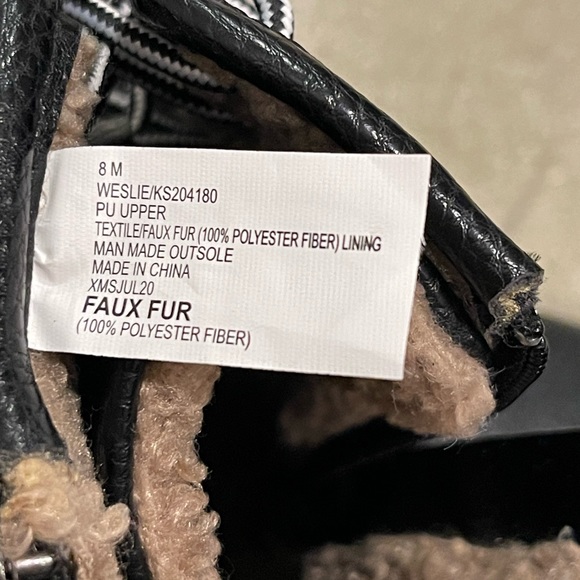 8 M
WESLIE/KS204180
PU UPPER
TEXTILE/FAUX FUR (100% POLYESTER FIBER) LINING
MAN MADE OUTSOLE
MADE IN CHINA
XMSJUL20
FAUX FUR
(100% POLYESTER FIBER)